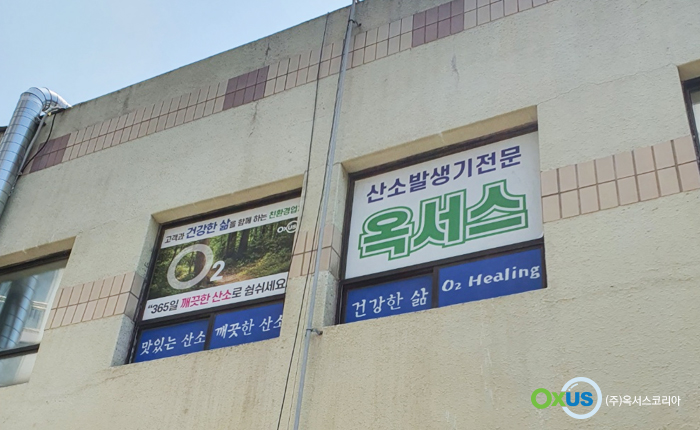 고객과 건강한 삶을 함께 하는 친환경업
OXUS
O2
"365일 깨끗한 산소로 숨쉬세요
맛있는 산소 깨끗한 산소
산소발생기전문
옥서스
건강한 삶 O2 Healing
OXUS (주)옥서스코리아